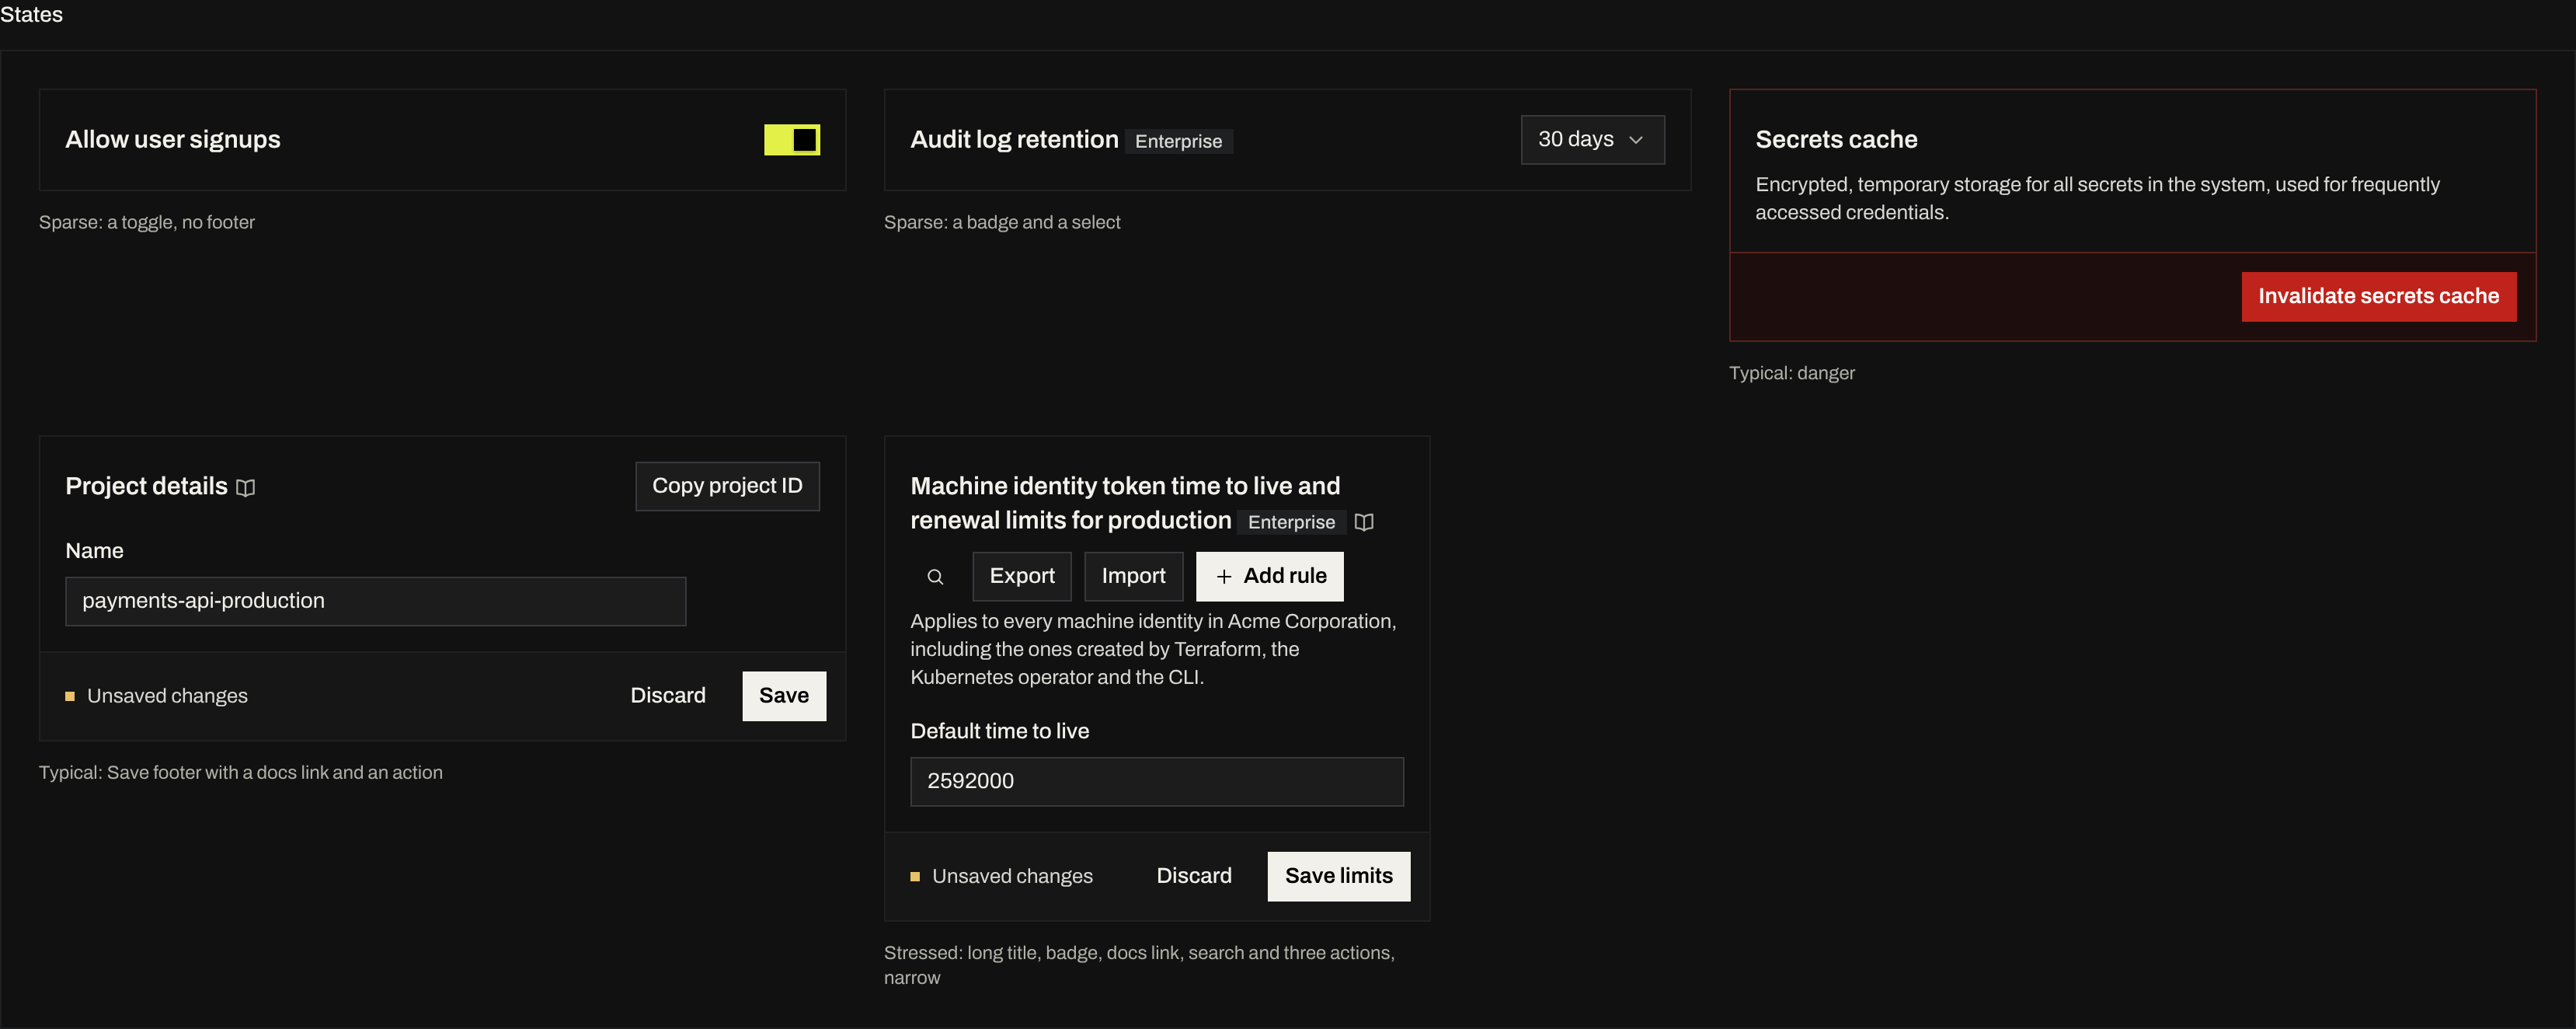 States
Allow user signups
Sparse: a toggle, no footer
Audit log retention Enterprise
30 days
Sparse: a badge and a select
Secrets cache
Encrypted, temporary storage for all secrets in the system, used for frequently
accessed credentials.
Invalidate secrets cache
Typical: danger
Project details
Copy project ID
Name
payments-api-production
Unsaved changes
Discard
Save
Typical: Save footer with a docs link and an action
Machine identity token time to live and
renewal limits for production Enterprise
Export
Import
Add rule
Applies to every machine identity in Acme Corporation,
including the ones created by Terraform, the
Kubernetes operator and the CLI.
Default time to live
2592000
Unsaved changes
Discard
Save limits
Stressed: long title, badge, docs link, search and three actions,
narrow